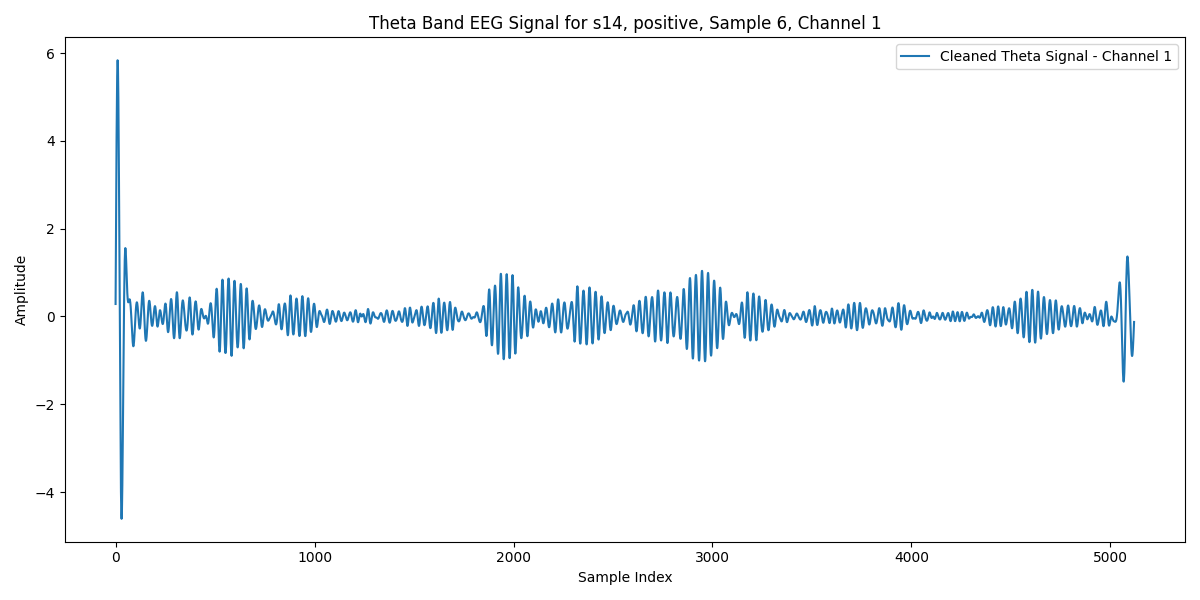 Theta Band EEG Signal for s14, positive, Sample 6, Channel 1
Cleaned Theta Signal - Channel 1
6
4
2
0
−2
−4
Amplitude
0 1000 2000 3000 4000 5000
Sample Index